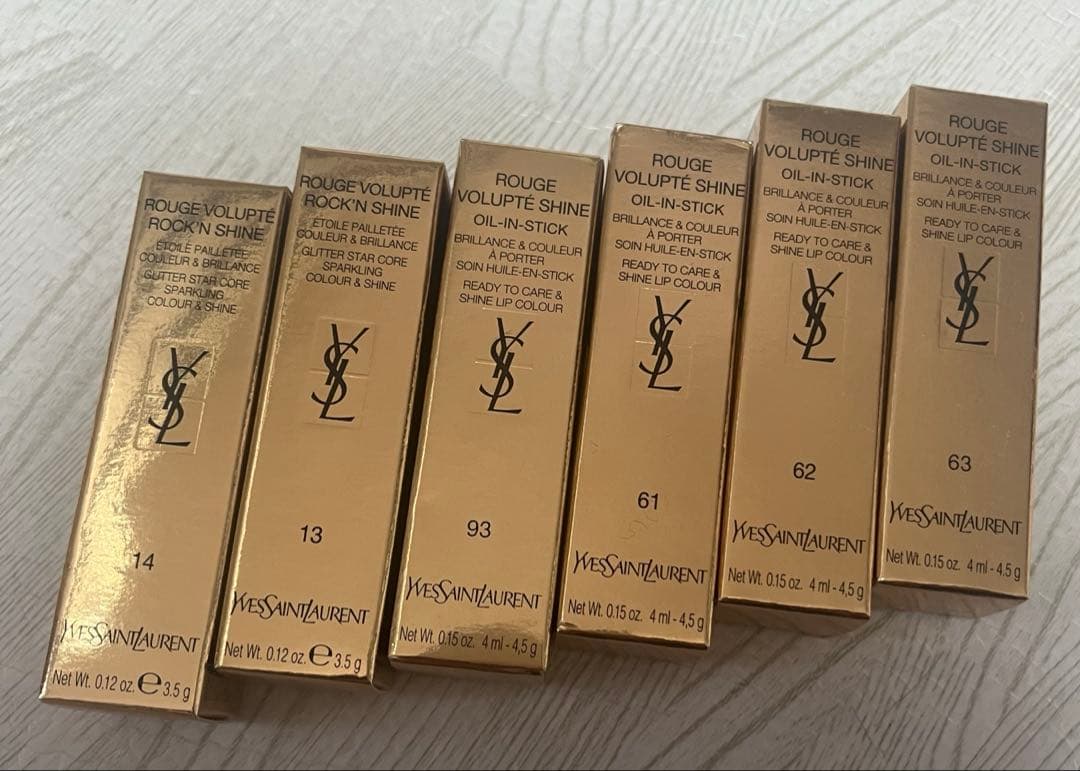 ROUGE VOLUPTÉ
ROCK'N SHINE
ÉTOILE PAILLETÉE
COULEUR & BRILLANCE
GLITTER STAR CORE
SPARKLING
COLOUR & SHINE
YSL
14
YVESSAINTLAURENT
Net Wt. 0.12 oz. e 3.5 g
ROUGE VOLUPTÉ
ROCK'N SHINE
ÉTOILE PAILLETÉE
COULEUR & BRILLANCE
GLITTER STAR CORE
SPARKLING
COLOUR & SHINE
YSL
13
YVESSAINTLAURENT
Net Wt. 0.12 oz. e 3.5 g
ROUGE
VOLUPTÉ SHINE
OIL-IN-STICK
BRILLANCE & COULEUR
À PORTER
SOIN HUILE-EN-STICK
READY TO CARE &
SHINE LIP COLOUR
YSL
93
YVESSAINTLAURENT
Net Wt. 0.15 oz. 4 ml - 4,5 g
ROUGE
VOLUPTÉ SHINE
OIL-IN-STICK
BRILLANCE & COULEUR
À PORTER
SOIN HUILE-EN-STICK
READY TO CARE &
SHINE LIP COLOUR
YSL
61
YVESSAINTLAURENT
Net Wt. 0.15 oz. 4 ml - 4,5 g
ROUGE
VOLUPTÉ SHINE
OIL-IN-STICK
BRILLANCE & COULEUR
À PORTER
SOIN HUILE-EN-STICK
READY TO CARE &
SHINE LIP COLOUR
YSL
62
YVESSAINTLAURENT
Net Wt. 0.15 oz. 4 ml - 4,5 g
ROUGE
VOLUPTÉ SHINE
OIL-IN-STICK
BRILLANCE & COULEUR
À PORTER
SOIN HUILE-EN-STICK
READY TO CARE &
SHINE LIP COLOUR
YSL
63
YVESSAINTLAURENT
Net Wt. 0.15 oz. 4 ml - 4.5 g